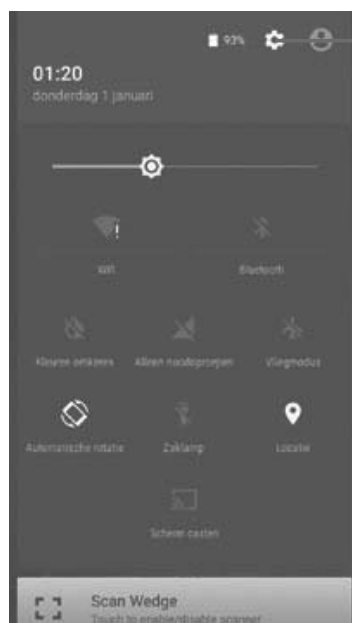 93%
01:20
donderdag 1 januari
Wifi
Bluetooth
Kleuren omkeren
Alleen noodoproepen
Vliegmodus
Automatische rotatie
Zaklamp
Locatie
Scherm casten
Scan Wedge
Touch to enable/disable scanner